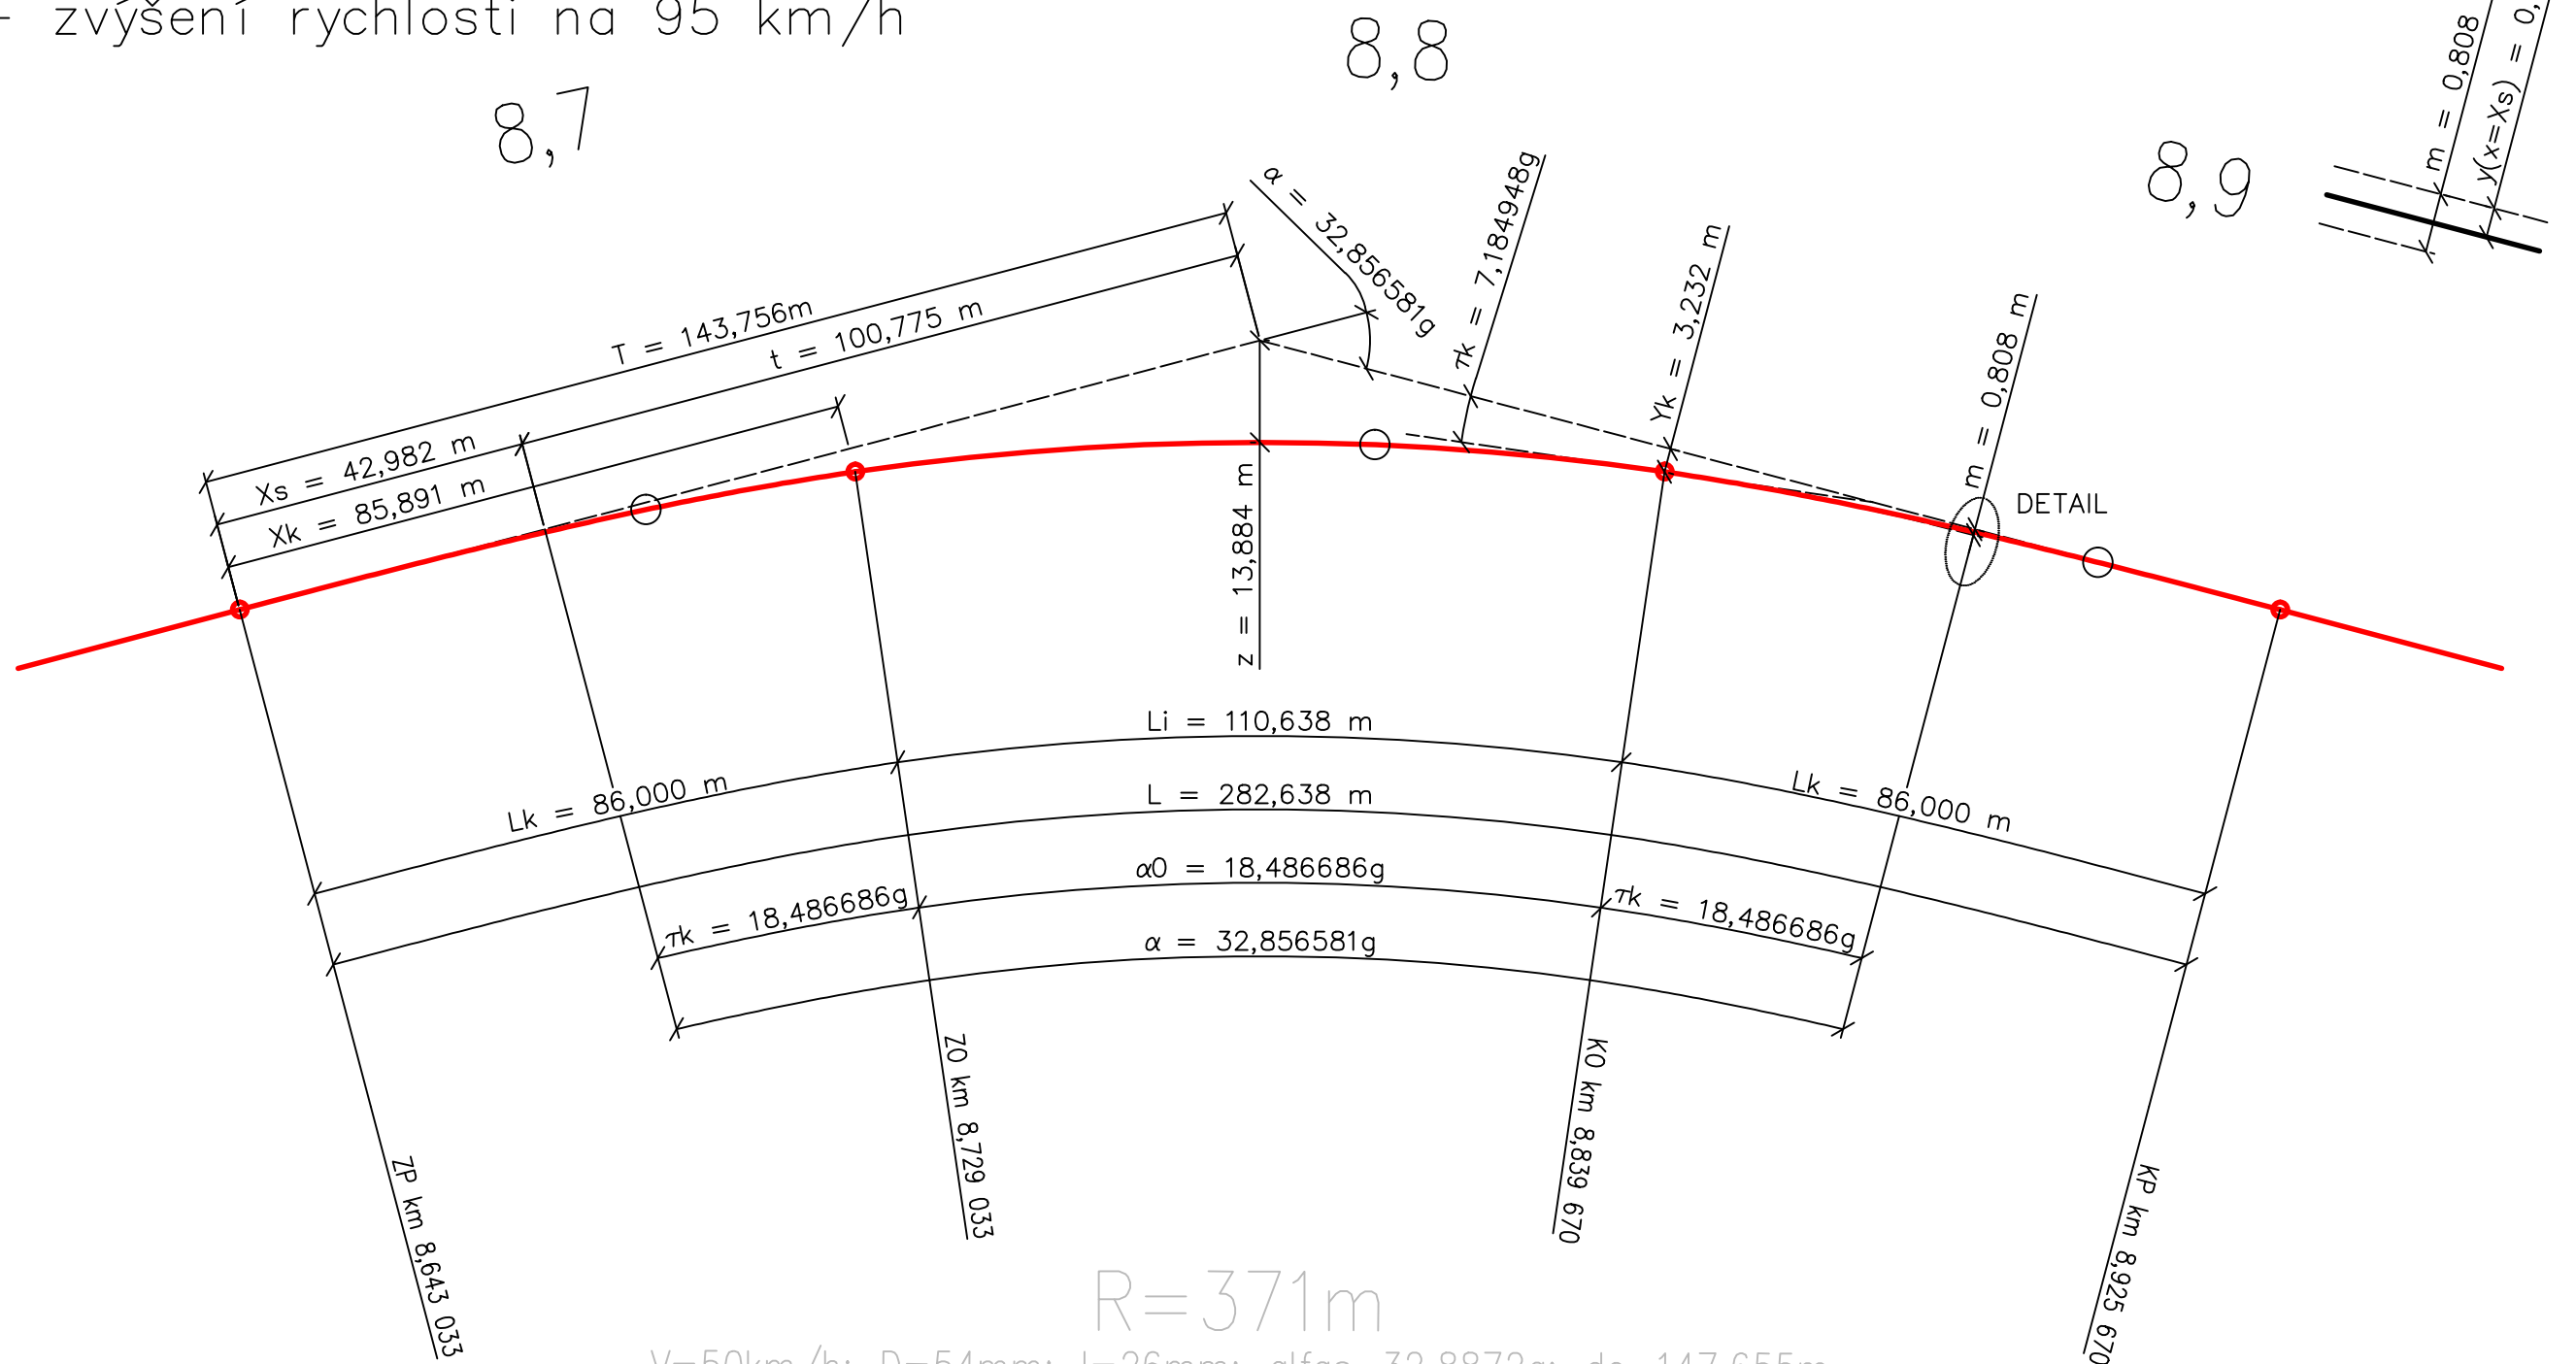 - zvýšení rychlosti na 95 km/h
8,7
8,8
8,9
m = 0,808
y(x=Xs) = 0,
α = 32,856581g
τk = 7,184948g
Yk = 3,232 m
m = 0,808 m
T = 143,756m
t = 100,775 m
Xs = 42,982 m
Xk = 85,891 m
DETAIL
z = 13,884 m
Li = 110,638 m
Lk = 86,000 m
Lk = 86,000 m
L = 282,638 m
α0 = 18,486686g
τk = 18,486686g
τk = 18,486686g
α = 32,856581g
ZP km 8,643 033
ZO km 8,729 033
KO km 8,839 670
KP km 8,925 670
R=371m